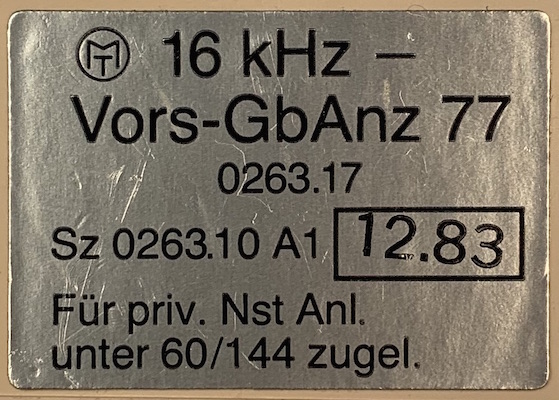 MT 16 kHz –
Vors-GbAnz 77
0263.17
Sz 0263.10 A1 12.83
Für priv. Nst Anl.
unter 60/144 zugel.